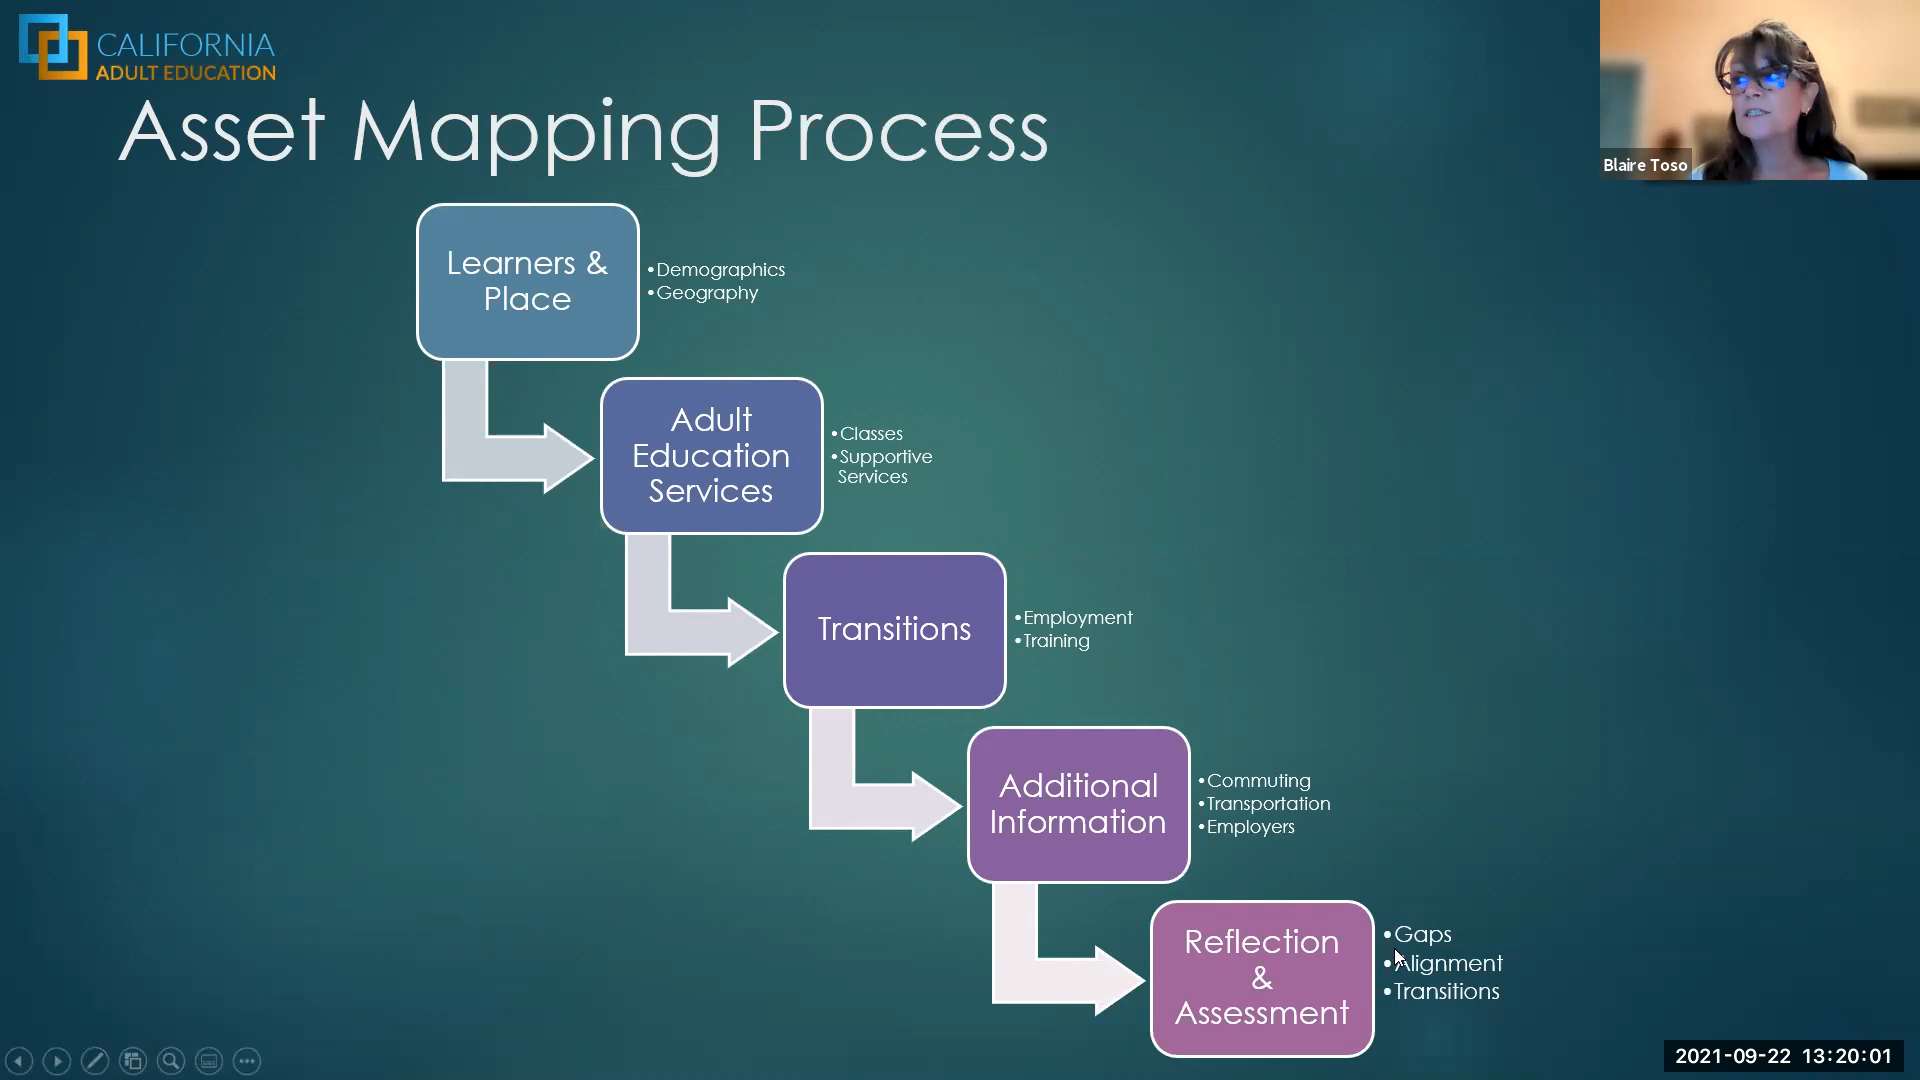 CALIFORNIA
ADULT EDUCATION
Asset Mapping Process
Blaire Toso
Learners &
Place
•Demographics
•Geography
Adult
Education
Services
•Classes
•Supportive
Services
Transitions
•Employment
•Training
Additional
Information
•Commuting
•Transportation
•Employers
Reflection
&
Assessment
•Gaps
•Alignment
•Transitions
2021-09-22 13:20:01